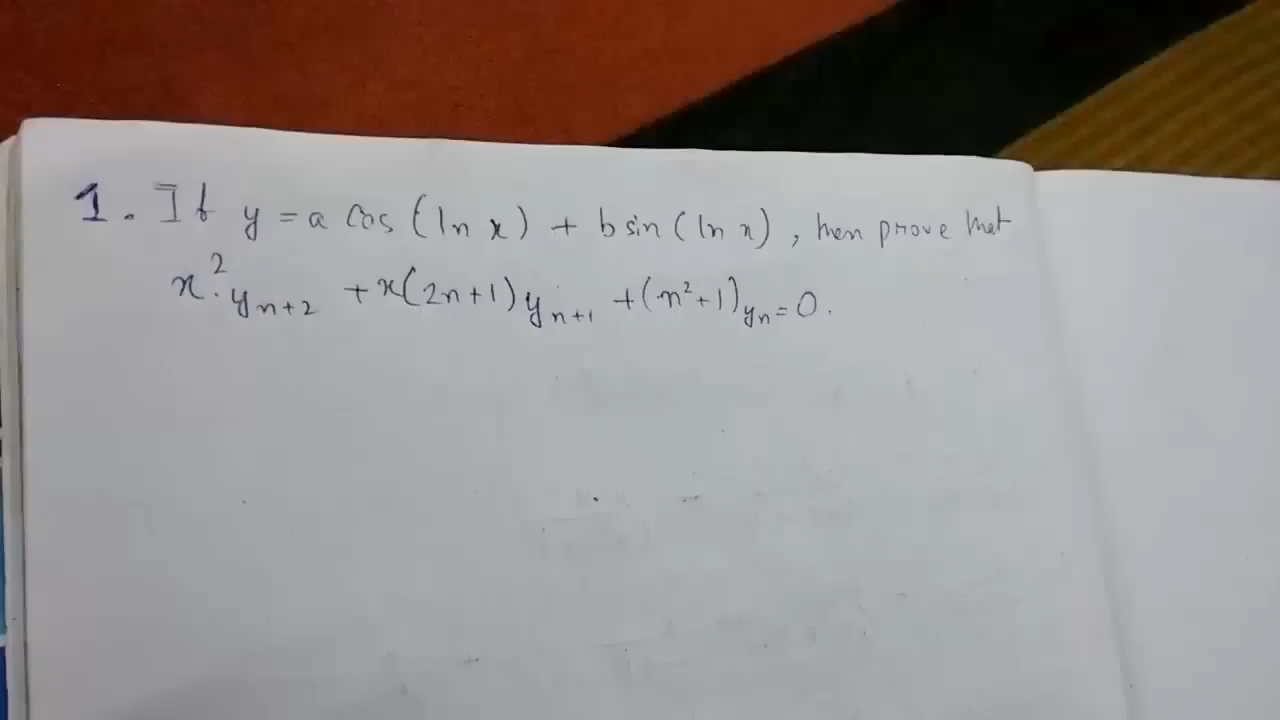 1. If y = a cos (ln x) + b sin (ln x), then prove that
x². yₙ₊₂ + x(2n+1) yₙ₊₁ + (n²+1) yₙ = 0.